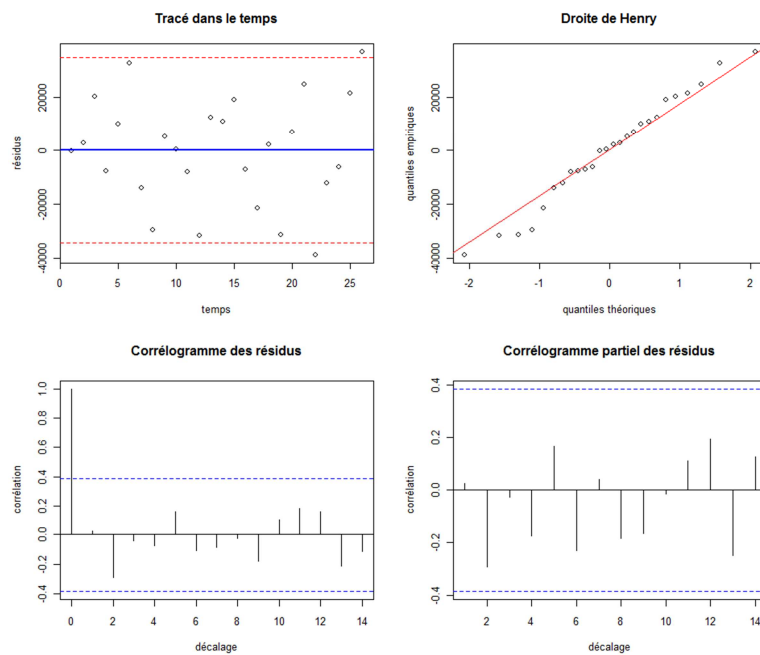 Tracé dans le temps
résidus
20000
0
-20000
-40000
0 5 10 15 20 25
temps
Droite de Henry
quantiles empiriques
20000
0
-20000
-40000
-2 -1 0 1 2
quantiles théoriques
Corrélogramme des résidus
corrélation
1.0
0.8
0.6
0.4
0.2
0.0
-0.2
-0.4
0 2 4 6 8 10 12 14
décalage
Corrélogramme partiel des résidus
corrélation
0.4
0.2
0.0
-0.2
-0.4
2 4 6 8 10 12 14
décalage